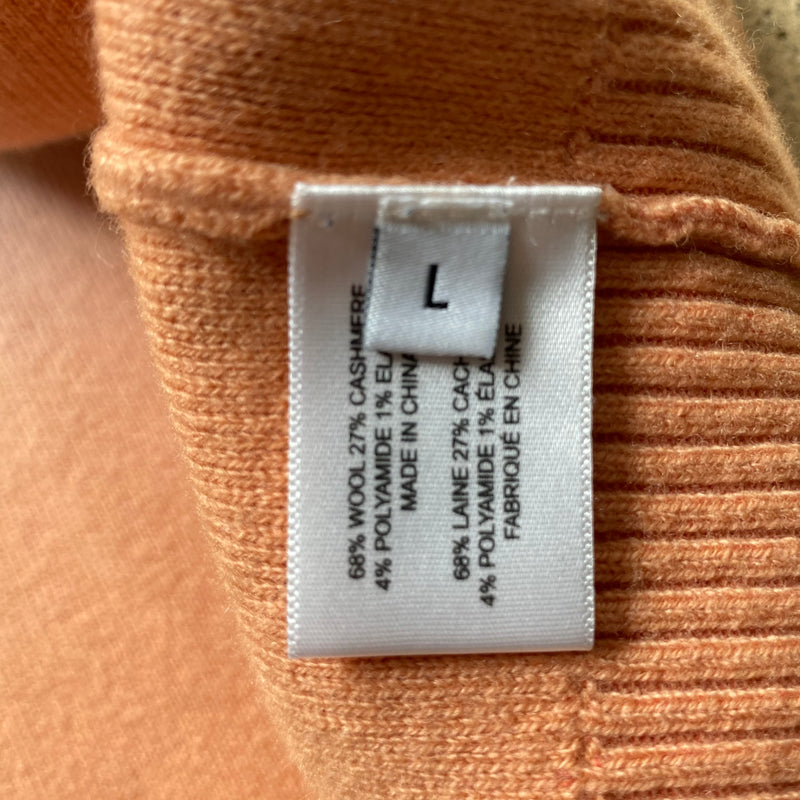 L
68% WOOL 27% CASHMERE
4% POLYAMIDE 1%
MADE IN CHINA
68% LAINE 27%
4% POLYAMIDE 1%
FABRIQUÉ EN CHINE